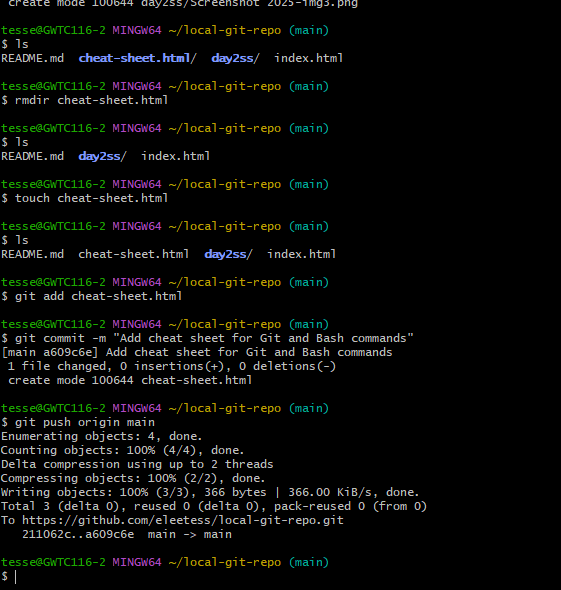 create mode 100644 day2ss/Screenshot 2025-img3.png
tesse@GWTC116-2 MINGW64 ~/local-git-repo (main)
$ ls
README.md cheat-sheet.html/ day2ss/ index.html
tesse@GWTC116-2 MINGW64 ~/local-git-repo (main)
$ rmdir cheat-sheet.html
tesse@GWTC116-2 MINGW64 ~/local-git-repo (main)
$ ls
README.md day2ss/ index.html
tesse@GWTC116-2 MINGW64 ~/local-git-repo (main)
$ touch cheat-sheet.html
tesse@GWTC116-2 MINGW64 ~/local-git-repo (main)
$ ls
README.md cheat-sheet.html day2ss/ index.html
tesse@GWTC116-2 MINGW64 ~/local-git-repo (main)
$ git add cheat-sheet.html
tesse@GWTC116-2 MINGW64 ~/local-git-repo (main)
$ git commit -m "Add cheat sheet for Git and Bash commands"
[main a609c6e] Add cheat sheet for Git and Bash commands
1 file changed, 0 insertions(+), 0 deletions(-)
create mode 100644 cheat-sheet.html
tesse@GWTC116-2 MINGW64 ~/local-git-repo (main)
$ git push origin main
Enumerating objects: 4, done.
Counting objects: 100% (4/4), done.
Delta compression using up to 2 threads
Compressing objects: 100% (2/2), done.
Writing objects: 100% (3/3), 366 bytes | 366.00 KiB/s, done.
Total 3 (delta 0), reused 0 (delta 0), pack-reused 0 (from 0)
To https://github.com/eleetess/local-git-repo.git
211062c..a609c6e main -> main
tesse@GWTC116-2 MINGW64 ~/local-git-repo (main)
$